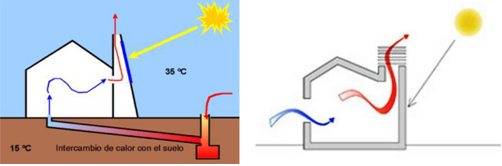 35 ºC
15 ºC
Intercambio de calor con el suelo